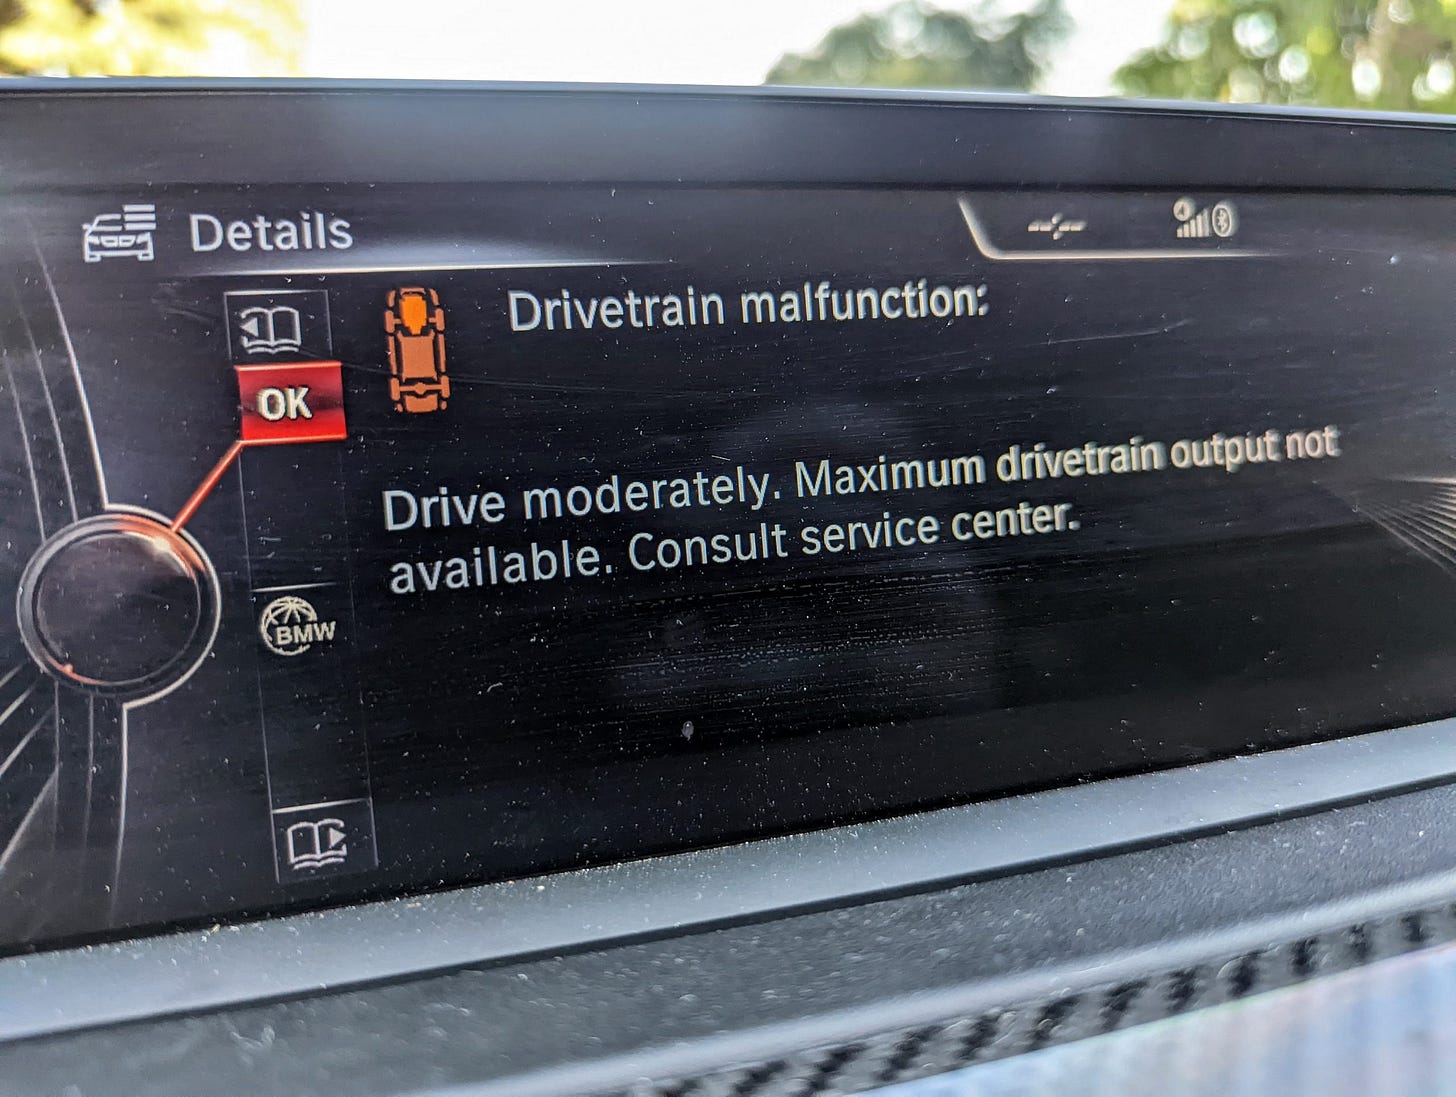 Details
--:--
OK
Drivetrain malfunction:
Drive moderately. Maximum drivetrain output not
available. Consult service center.
BMW